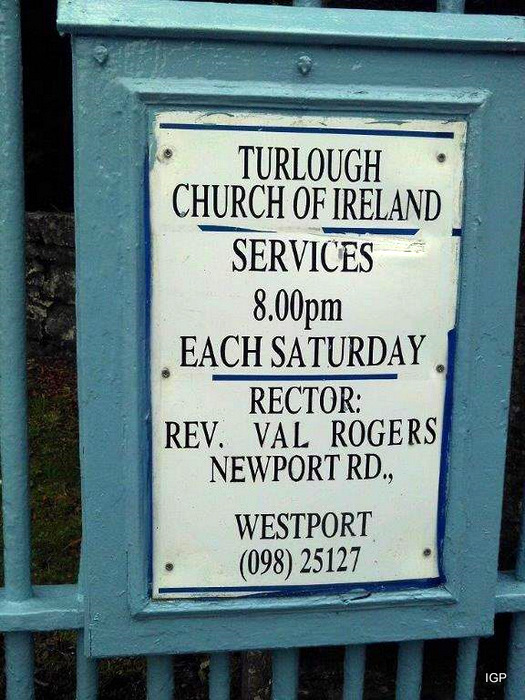 TURLOUGH
CHURCH OF IRELAND
SERVICES
8.00pm
EACH SATURDAY
RECTOR:
REV. VAL ROGERS
NEWPORT RD.,
WESTPORT
(098) 25127
IGP